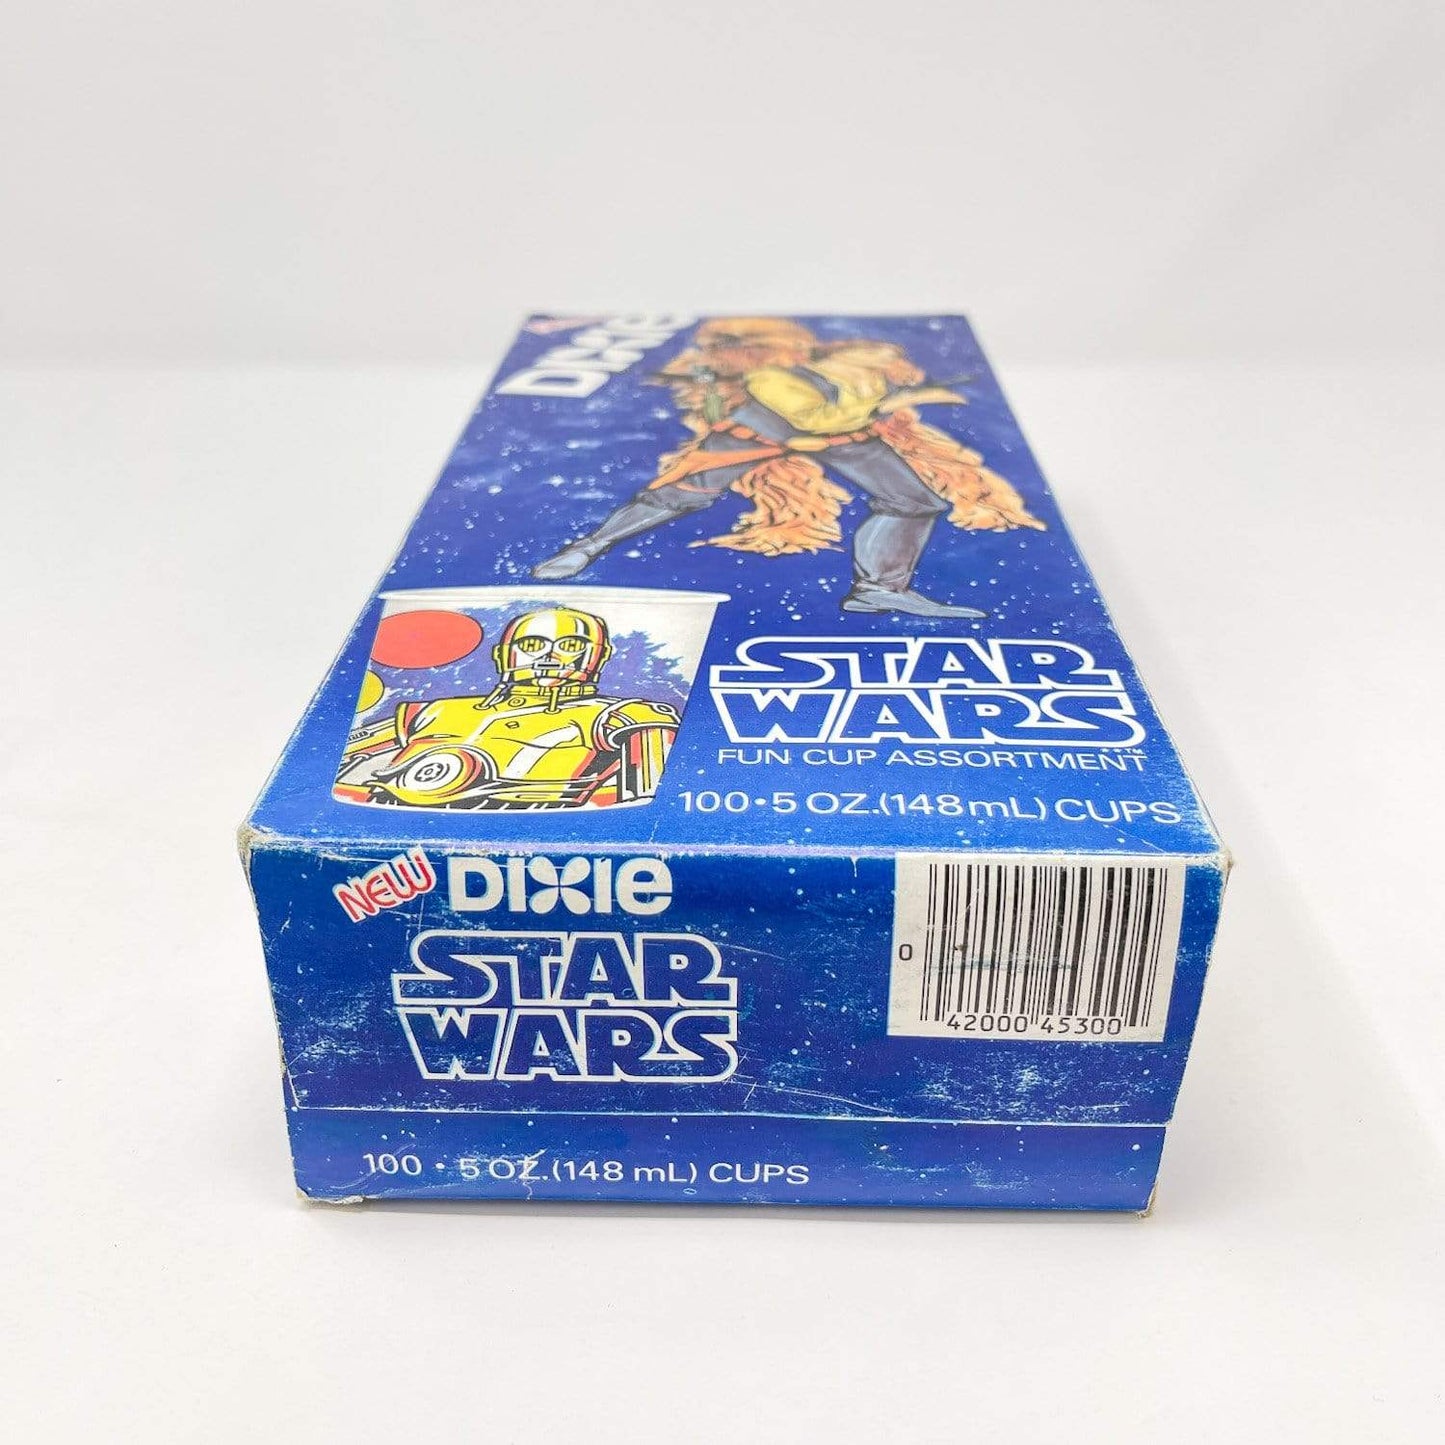 DIXIE
STAR
WARS
**™
FUN CUP ASSORTMENT
100•5 OZ.(148 mL) CUPS
NEW DIXIE
STAR
WARS
0
42000 45300
100 • 5 OZ.(148 mL) CUPS